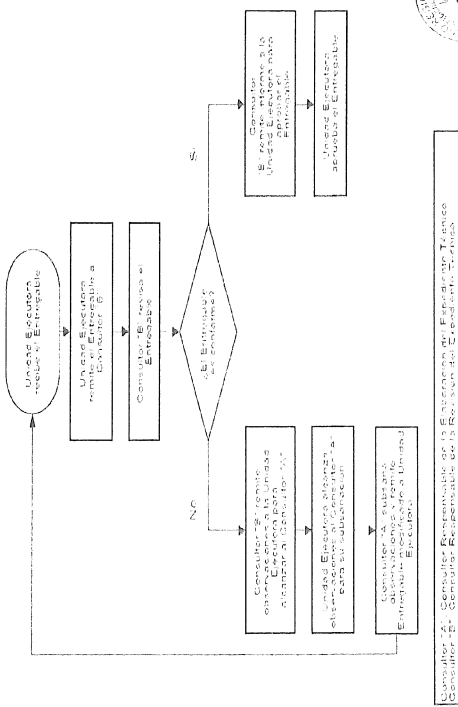 Unidad Ejecutora
recibe el Entregable
Unidad Ejecutora
remite el Entregable a
Consultor "B"
Consultor "B" revisa el
Entregable
¿El Entregable
es conforme?
No
Si
Consultor "B" remite
observaciones a la Unidad
Ejecutora para
alcanzar al Consultor "A"
Unidad Ejecutora alcanza
observaciones al Consultor "A"
para su subsanación
Consultor "A" subsana
observaciones y remite
Entregable modificado a Unidad
Ejecutora
Consultor
"B" remite informe a la
Unidad Ejecutora para
aprobar el
Entregable
Unidad Ejecutora
aprueba el Entregable
Consultor "A": Consultor Responsable de la Elaboración del Expediente Técnico
Consultor "B": Consultor Responsable de la Revisión del Expediente Técnico